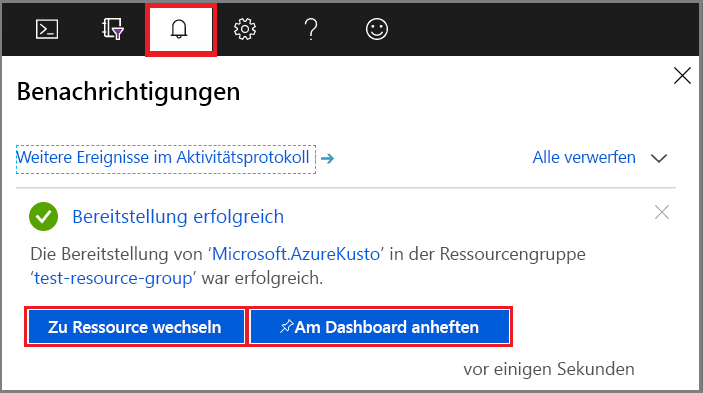 Benachrichtigungen
Weitere Ereignisse im Aktivitätsprotokoll → Alle verwerfen
Bereitstellung erfolgreich
Die Bereitstellung von ‘Microsoft.AzureKusto’ in der Ressourcengruppe
‘test-resource-group’ war erfolgreich.
Zu Ressource wechseln Am Dashboard anheften
vor einigen Sekunden